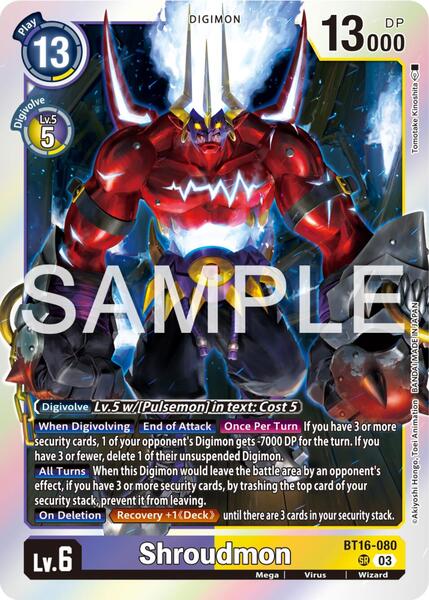 Play
13
DIGIMON
DP
13000
Digivolve
Lv.5
5
Tomotake Kinoshita
SAMPLE
Digivolve Lv.5 w/[Pulsemon] in text: Cost 5
When Digivolving End of Attack Once Per Turn If you have 3 or more
security cards, 1 of your opponent's Digimon gets -7000 DP for the turn. If you
have 3 or fewer, delete 1 of their unsuspended Digimon.
All Turns When this Digimon would leave the battle area by an opponent's
effect, if you have 3 or more security cards, by trashing the top card of your
security stack, prevent it from leaving.
On Deletion Recovery +1《Deck》 until there are 3 cards in your security stack.
©Akiyoshi Hongo, Toei Animation BANDAI MADE IN JAPAN
Lv.6
Shroudmon
BT16-080
SR 03
Mega Virus Wizard